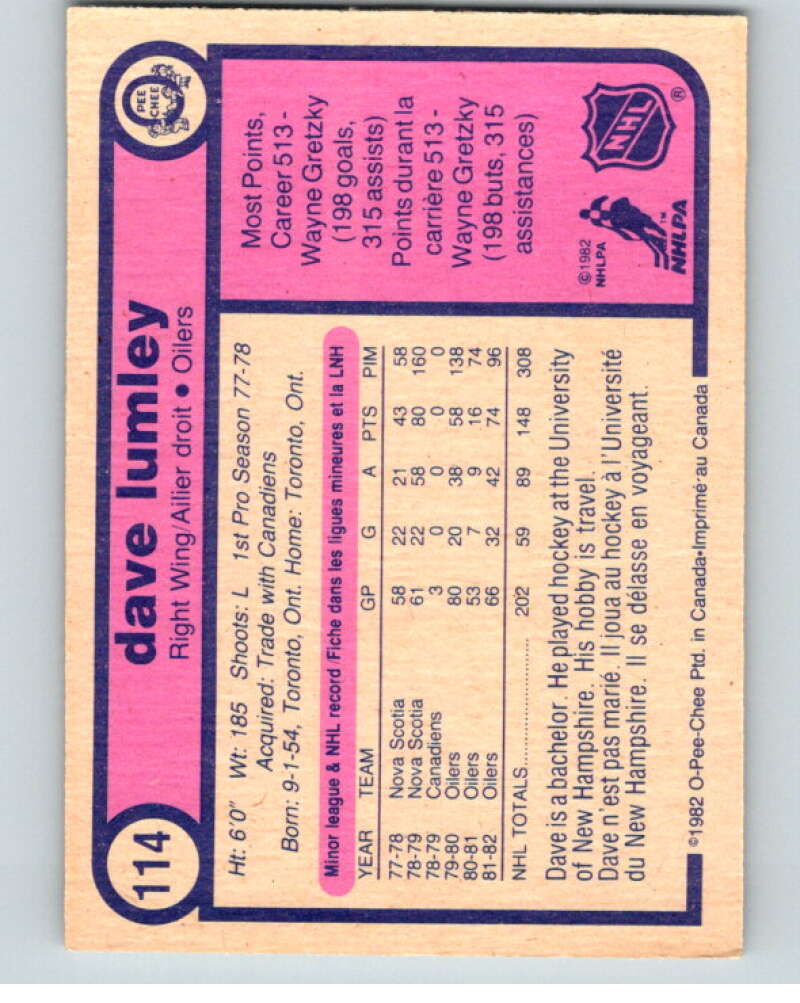 114
dave lumley
Right Wing/Ailier droit • Oilers
O
PEE
CHEE
Ht: 6'0" Wt: 185 Shoots: L 1st Pro Season 77-78
Acquired: Trade with Canadiens
Born: 9-1-54, Toronto, Ont. Home: Toronto, Ont.
Minor league & NHL record/Fiche dans les ligues mineures et la LNH
YEAR TEAM GP G A PTS PIM
77-78 Nova Scotia 58 22 21 43 58
78-79 Nova Scotia 61 22 58 80 160
78-79 Canadiens 3 0 0 0 0
79-80 Oilers 80 20 38 58 138
80-81 Oilers 53 7 9 16 74
81-82 Oilers 66 32 42 74 96
NHL TOTALS 202 59 89 148 308
Dave is a bachelor. He played hockey at the University
of New Hampshire. His hobby is travel.
Dave n'est pas marié. Il joua au hockey à l'Université
du New Hampshire. Il se délasse en voyageant.
©1982 O-Pee-Chee Ptd. in Canada•Imprimé au Canada
Most Points,
Career 513 -
Wayne Gretzky
(198 goals,
315 assists)
Points durant la
carrière 513 -
Wayne Gretzky
(198 buts, 315
assistances)
©1982
NHLPA
NHLPA™
NHL®